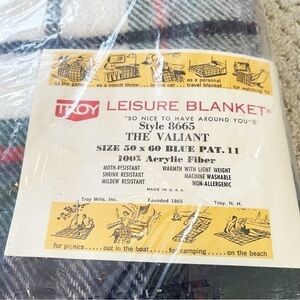 at the game.....as a couch throw....in the car.....as a personal travel blanket.....for watching TV
TROY LEISURE BLANKET®
"SO NICE TO HAVE AROUND YOU"®
Style 8665
THE VALIANT
SIZE 50 x 60 BLUE PAT. 11
100% Acrylic Fiber
MOTH-RESISTANT WARMTH WITH LIGHT WEIGHT
SHRINK RESISTANT MACHINE WASHABLE
MILDEW RESISTANT NON-ALLERGENIC
MADE IN U.S.A.
Troy Mills, Inc. Founded 1865 Troy, N. H.
for picnics.....out in the boat.....for camping.....on the beach